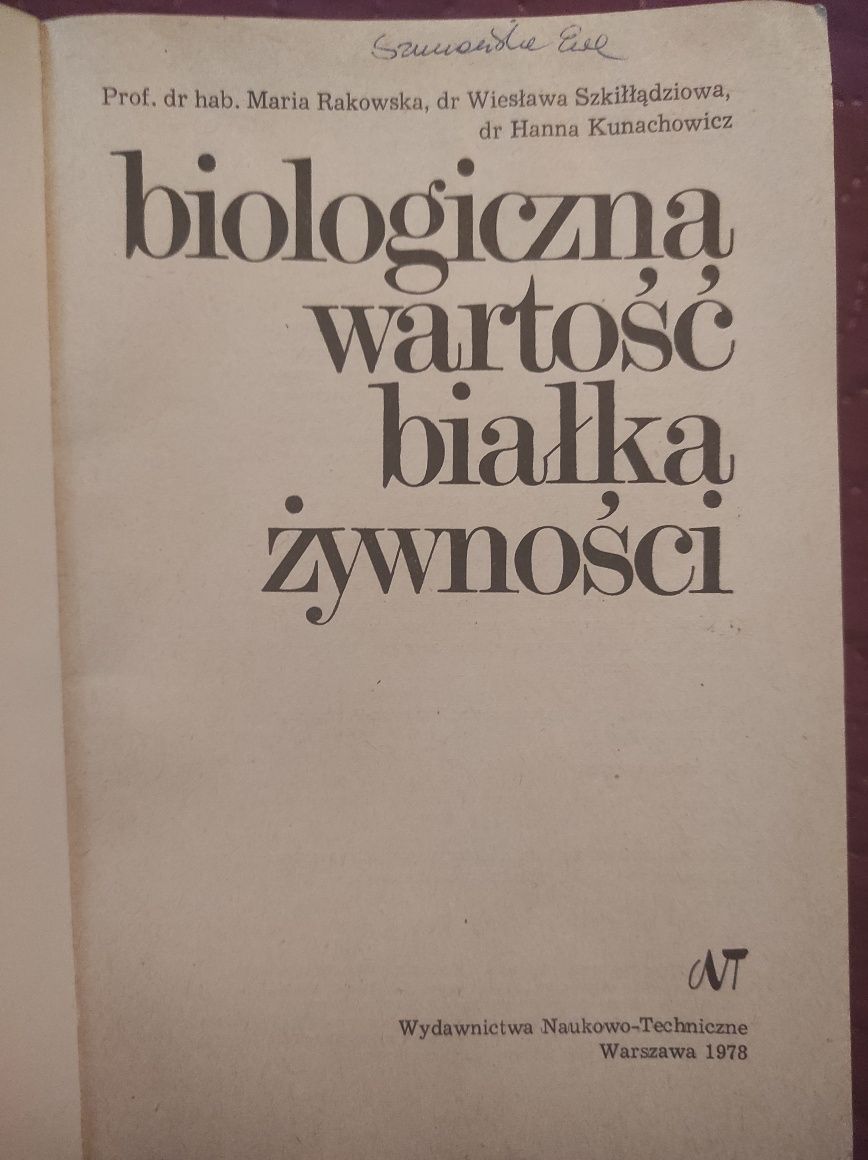 Prof. dr hab. Maria Rakowska, dr Wiesława Szkiłłądziowa,
dr Hanna Kunachowicz
biologiczna
wartość
białka
żywności
WNT
Wydawnictwa Naukowo-Techniczne
Warszawa 1978